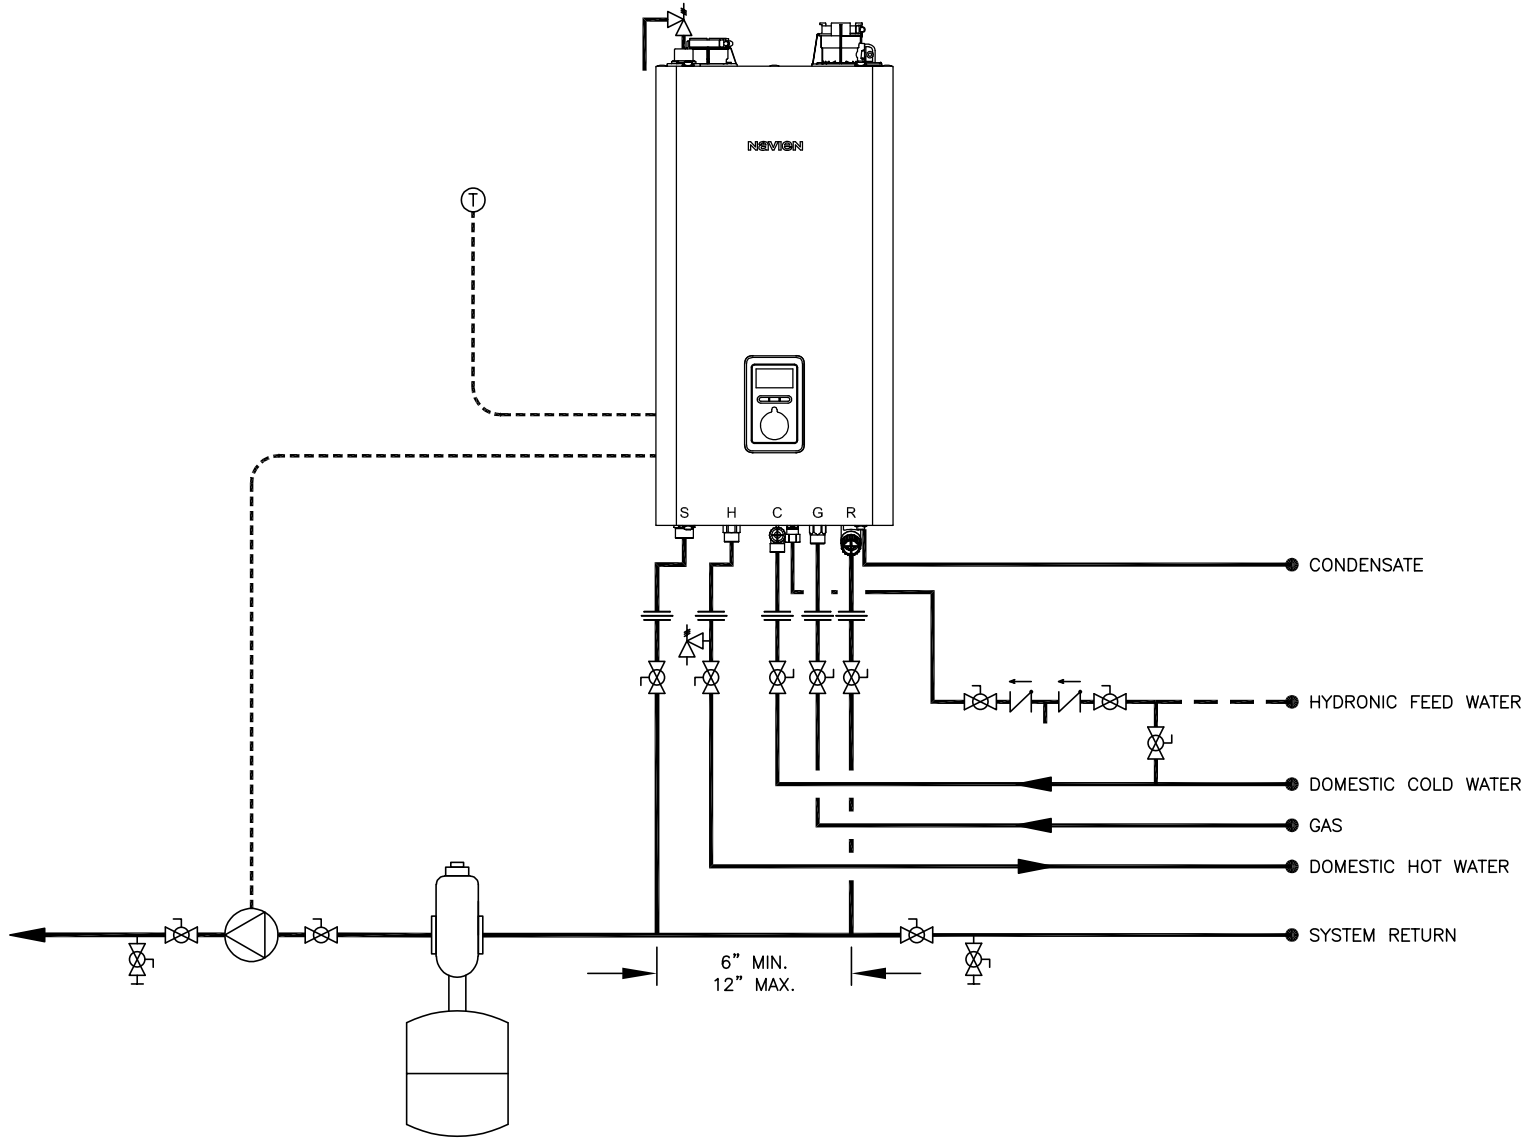 NAVIEN
T
S H C G R
CONDENSATE
HYDRONIC FEED WATER
DOMESTIC COLD WATER
GAS
DOMESTIC HOT WATER
SYSTEM RETURN
6” MIN.
12” MAX.